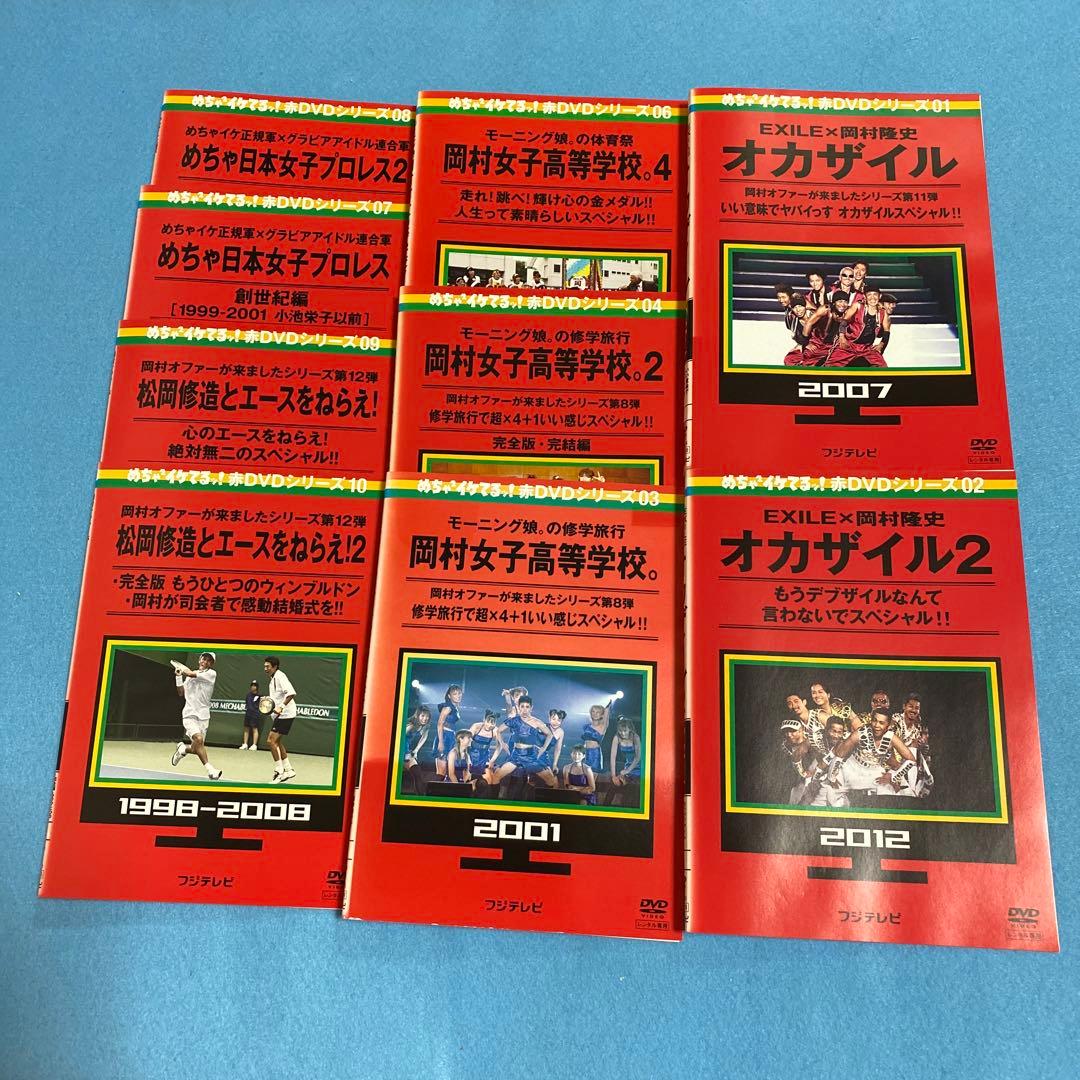 めちゃ²イケてるッ!赤DVDシリーズ08
めちゃイケ正規軍×グラビアアイドル連合軍
めちゃ日本女子プロレス2
めちゃ²イケてるッ!赤DVDシリーズ07
めちゃイケ正規軍×グラビアアイドル連合軍
めちゃ日本女子プロレス
創世紀編
[1999-2001 小池栄子以前]
めちゃ²イケてるッ!赤DVDシリーズ09
岡村オファーが来ましたシリーズ第12弾
松岡修造とエースをねらえ!
心のエースをねらえ!
絶対無二のスペシャル!!
めちゃ²イケてるッ!赤DVDシリーズ10
岡村オファーが来ましたシリーズ第12弾
松岡修造とエースをねらえ!2
・完全版 もうひとつのウィンブルドン
・岡村が司会者で感動結婚式を!!
1998-2008
フジテレビ
DVD
めちゃ²イケてるッ!赤DVDシリーズ06
モーニング娘。の体育祭
岡村女子高等学校。4
走れ!跳べ!輝け心の金メダル!!
人生って素晴らしいスペシャル!!
めちゃ²イケてるッ!赤DVDシリーズ04
モーニング娘。の修学旅行
岡村女子高等学校。2
岡村オファーが来ましたシリーズ第8弾
修学旅行で超×4+1いい感じスペシャル!!
完全版・完結編
めちゃ²イケてるッ!赤DVDシリーズ03
モーニング娘。の修学旅行
岡村女子高等学校。
岡村オファーが来ましたシリーズ第8弾
修学旅行で超×4+1いい感じスペシャル!!
2001
フジテレビ
DVD
VIDEO
レンタル専用
めちゃ²イケてるッ!赤DVDシリーズ01
EXILE×岡村隆史
オカザイル
岡村オファーが来ましたシリーズ第11弾
いい意味でヤバイっす オカザイルスペシャル!!
2007
フジテレビ
DVD
VIDEO
レンタル専用
めちゃ²イケてるッ!赤DVDシリーズ02
EXILE×岡村隆史
オカザイル2
もうデブザイルなんて
言わないでスペシャル!!
2012
フジテレビ
DVD
VIDEO
レンタル専用